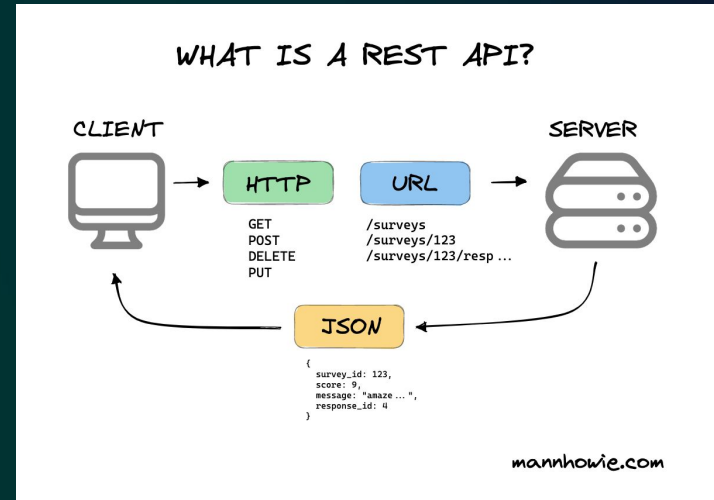 WHAT IS A REST API?
CLIENT
SERVER
HTTP
URL
GET
POST
DELETE
PUT
/surveys
/surveys/123
/surveys/123/resp...
JSON
{
survey_id: 123,
score: 9,
message: "amaze...",
response_id: 4
}
mannhowie.com